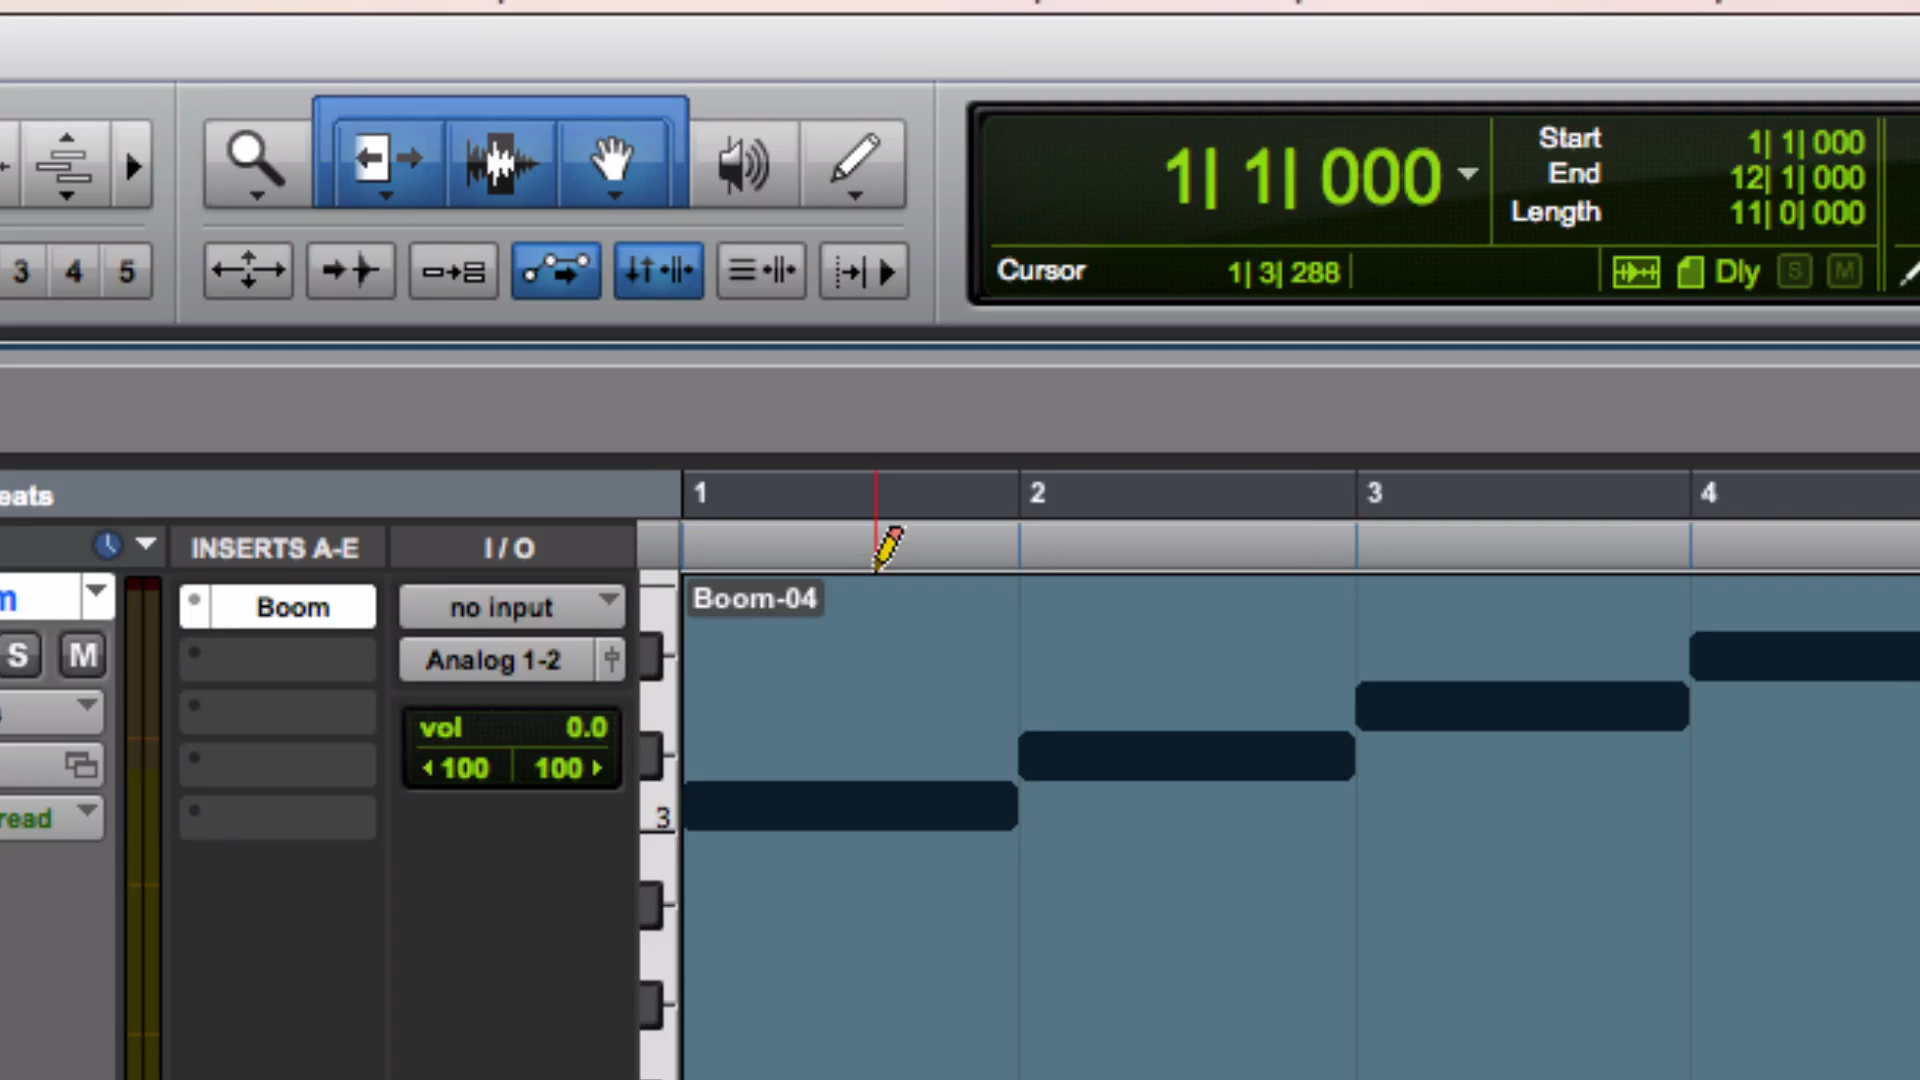 Start 1| 1| 000
1| 1| 000
End 12| 1| 000
Length 11| 0| 000
3 4 5
Cursor 1| 3| 288
Dly S M
eats
1 2 3 4
INSERTS A-E I / O
m
Boom no input
Boom-04
S M
Analog 1-2
vol 0.0
100 100
read
3